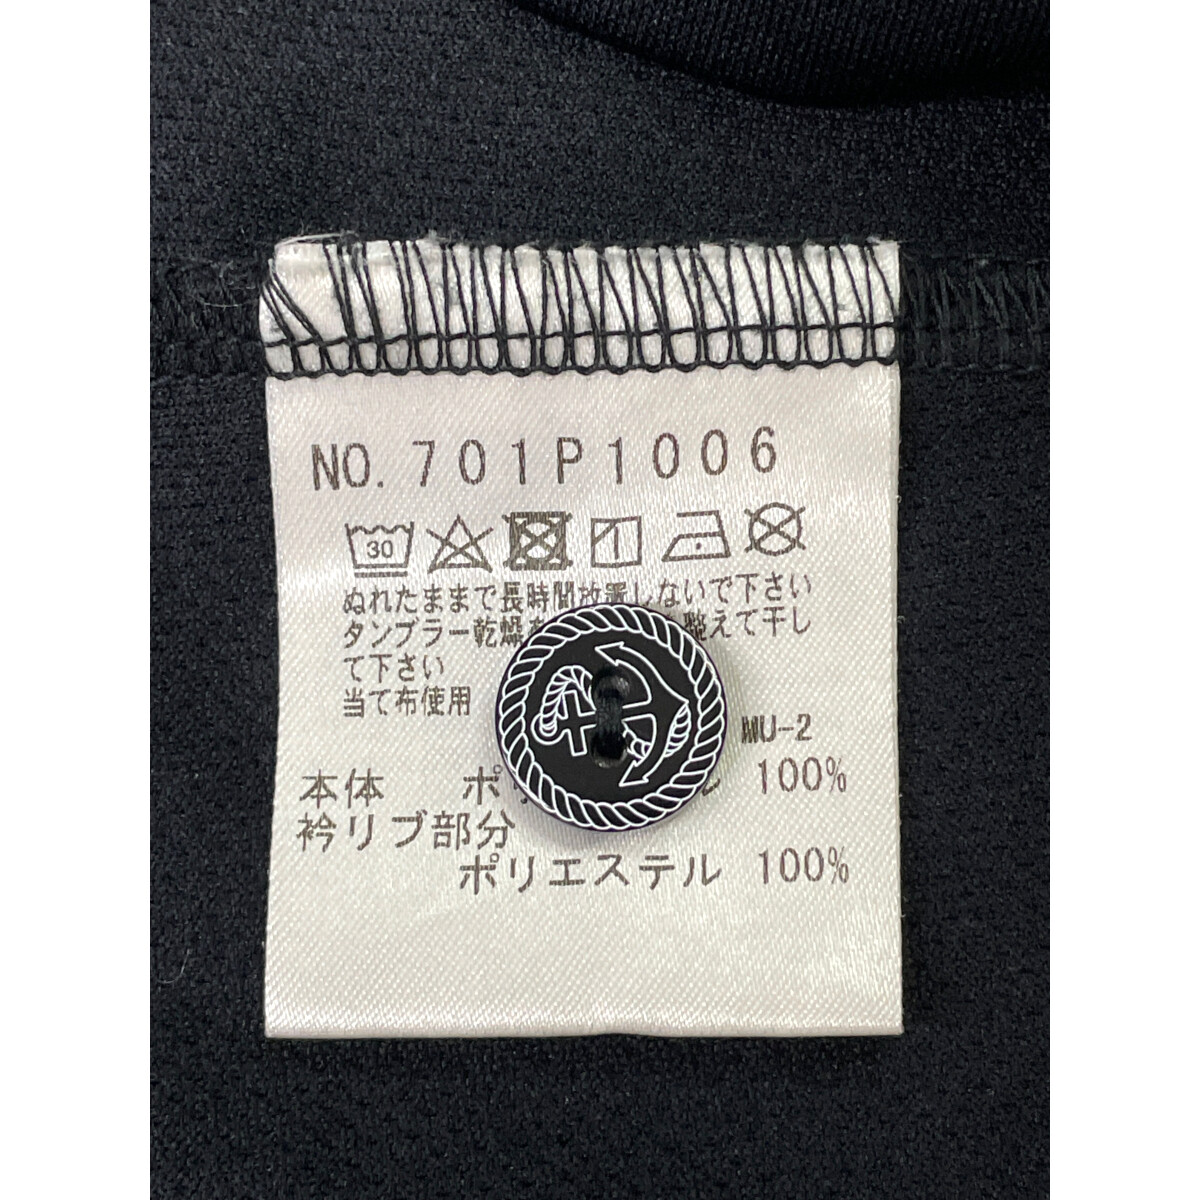 NO. 701P1006
30
ぬれたままで長時間放置しないで下さい
タンブラー乾燥 整えて干し
て下さい
当て布使用
MU-2
本体 ポ 100%
衿リブ部分
ポリエステル 100%